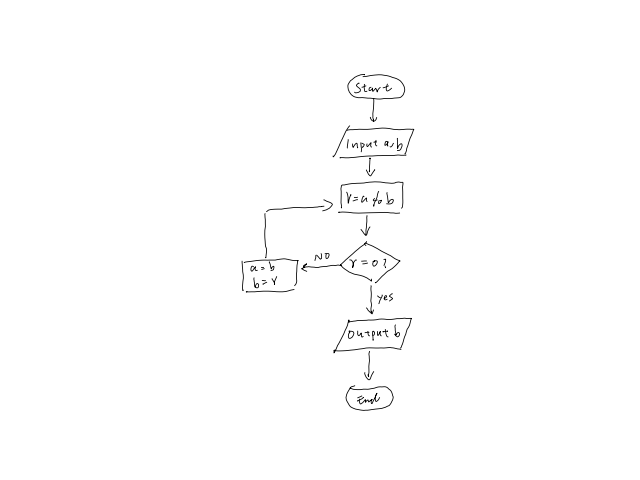 Start
Input a,b
r=a % b
r=0?
NO
a=b
b=r
yes
Output b
End